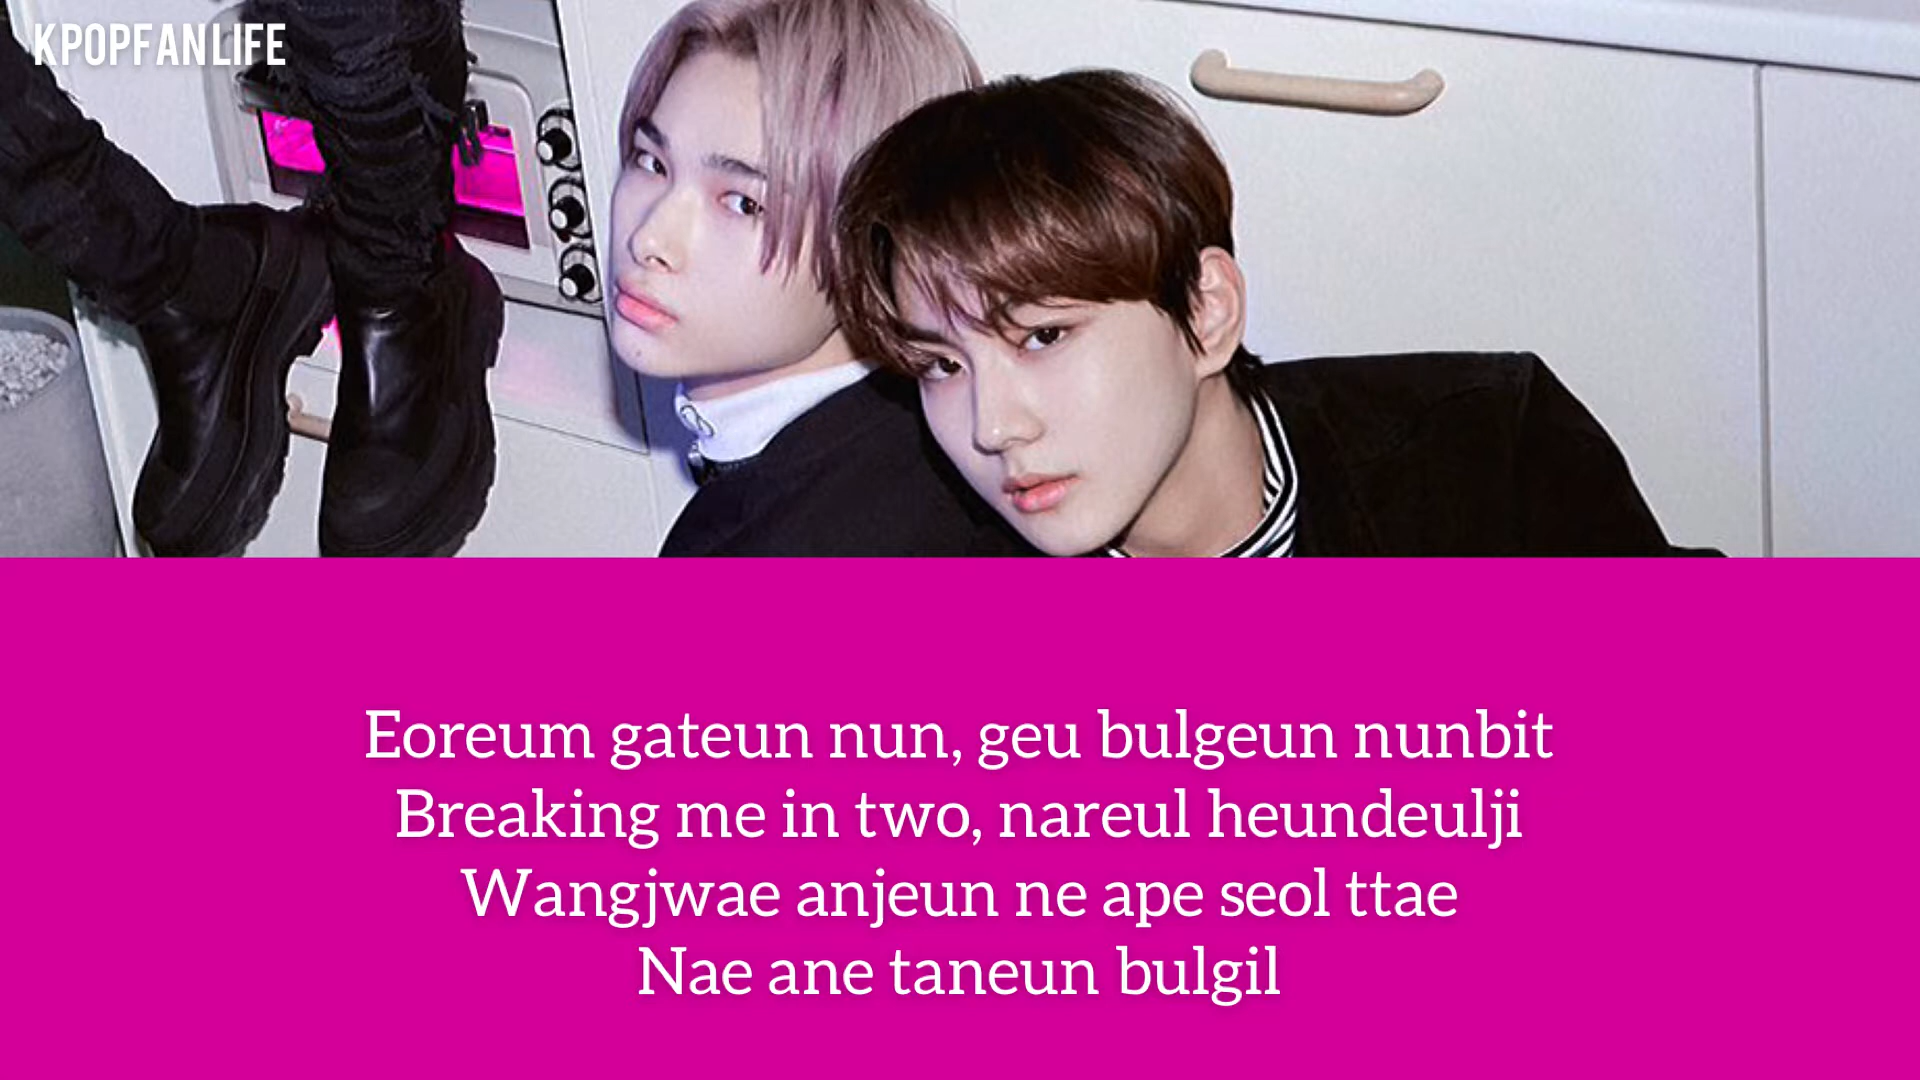 KPOPFANLIFE
Eoreum gateun nun, geu bulgeun nunbit
Breaking me in two, nareul heundeulji
Wangjwae anjeun ne ape seol ttae
Nae ane taneun bulgil